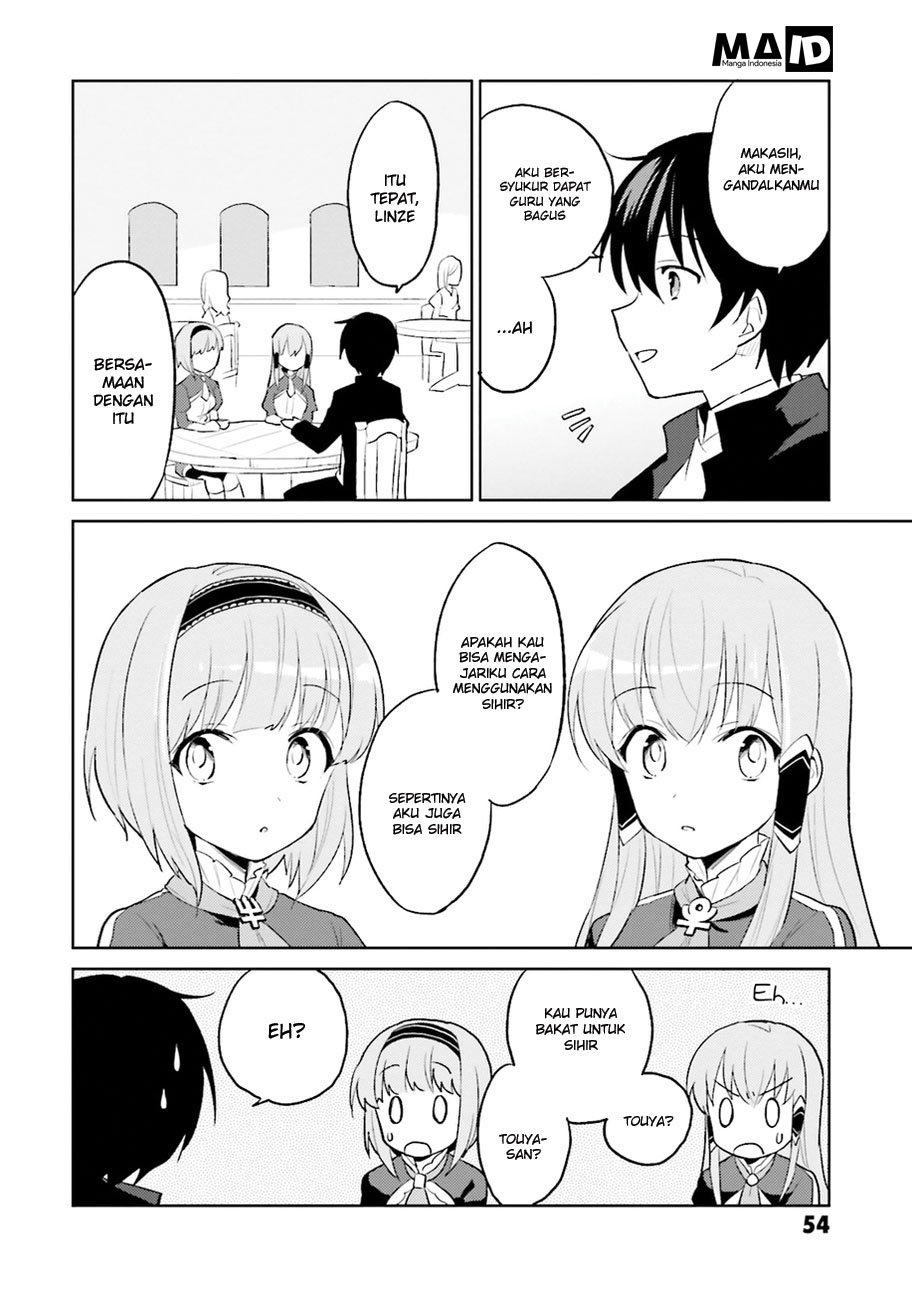 MAID
Manga Indonesia
MAKASIH,
AKU MEN-
GANDALKANMU
AKU BER-
SYUKUR DAPAT
GURU YANG
BAGUS
...AH
ITU
TEPAT,
LINZE
BERSA-
MAAN
DENGAN
ITU
APAKAH KAU
BISA MENGA-
JARIKU CARA
MENGGUNAKAN
SIHIR?
SEPERTINYA
AKU JUGA
BISA SIHIR
Eh...
KAU PUNYA
BAKAT UNTUK
SIHIR
TOUYA?
TOUYA-
SAN?
EH?
54